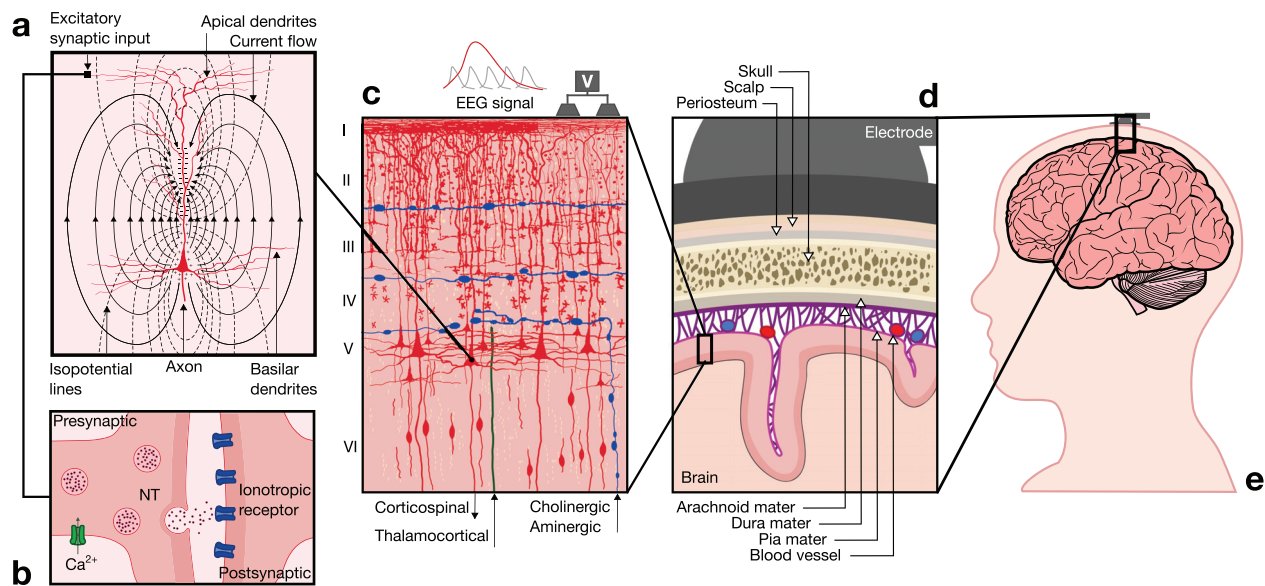 a
Excitatory
synaptic input
Apical dendrites
Current flow
Isopotential
lines
Axon
Basilar
dendrites
b
Presynaptic
NT
Ionotropic
receptor
Ca2+
Postsynaptic
c
EEG signal
V
I
II
III
IV
V
VI
Corticospinal
Thalamocortical
Cholinergic
Aminergic
d
Skull
Scalp
Periosteum
Electrode
Brain
Arachnoid mater
Dura mater
Pia mater
Blood vessel
e